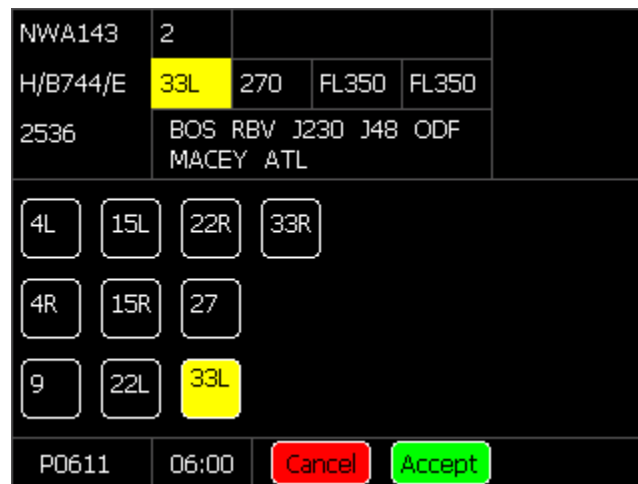 NWA143 2
H/B744/E 33L 270 FL350 FL350
2536 BOS RBV J230 J48 ODF
MACEY ATL
4L 15L 22R 33R
4R 15R 27
9 22L 33L
P0611 06:00 Cancel Accept